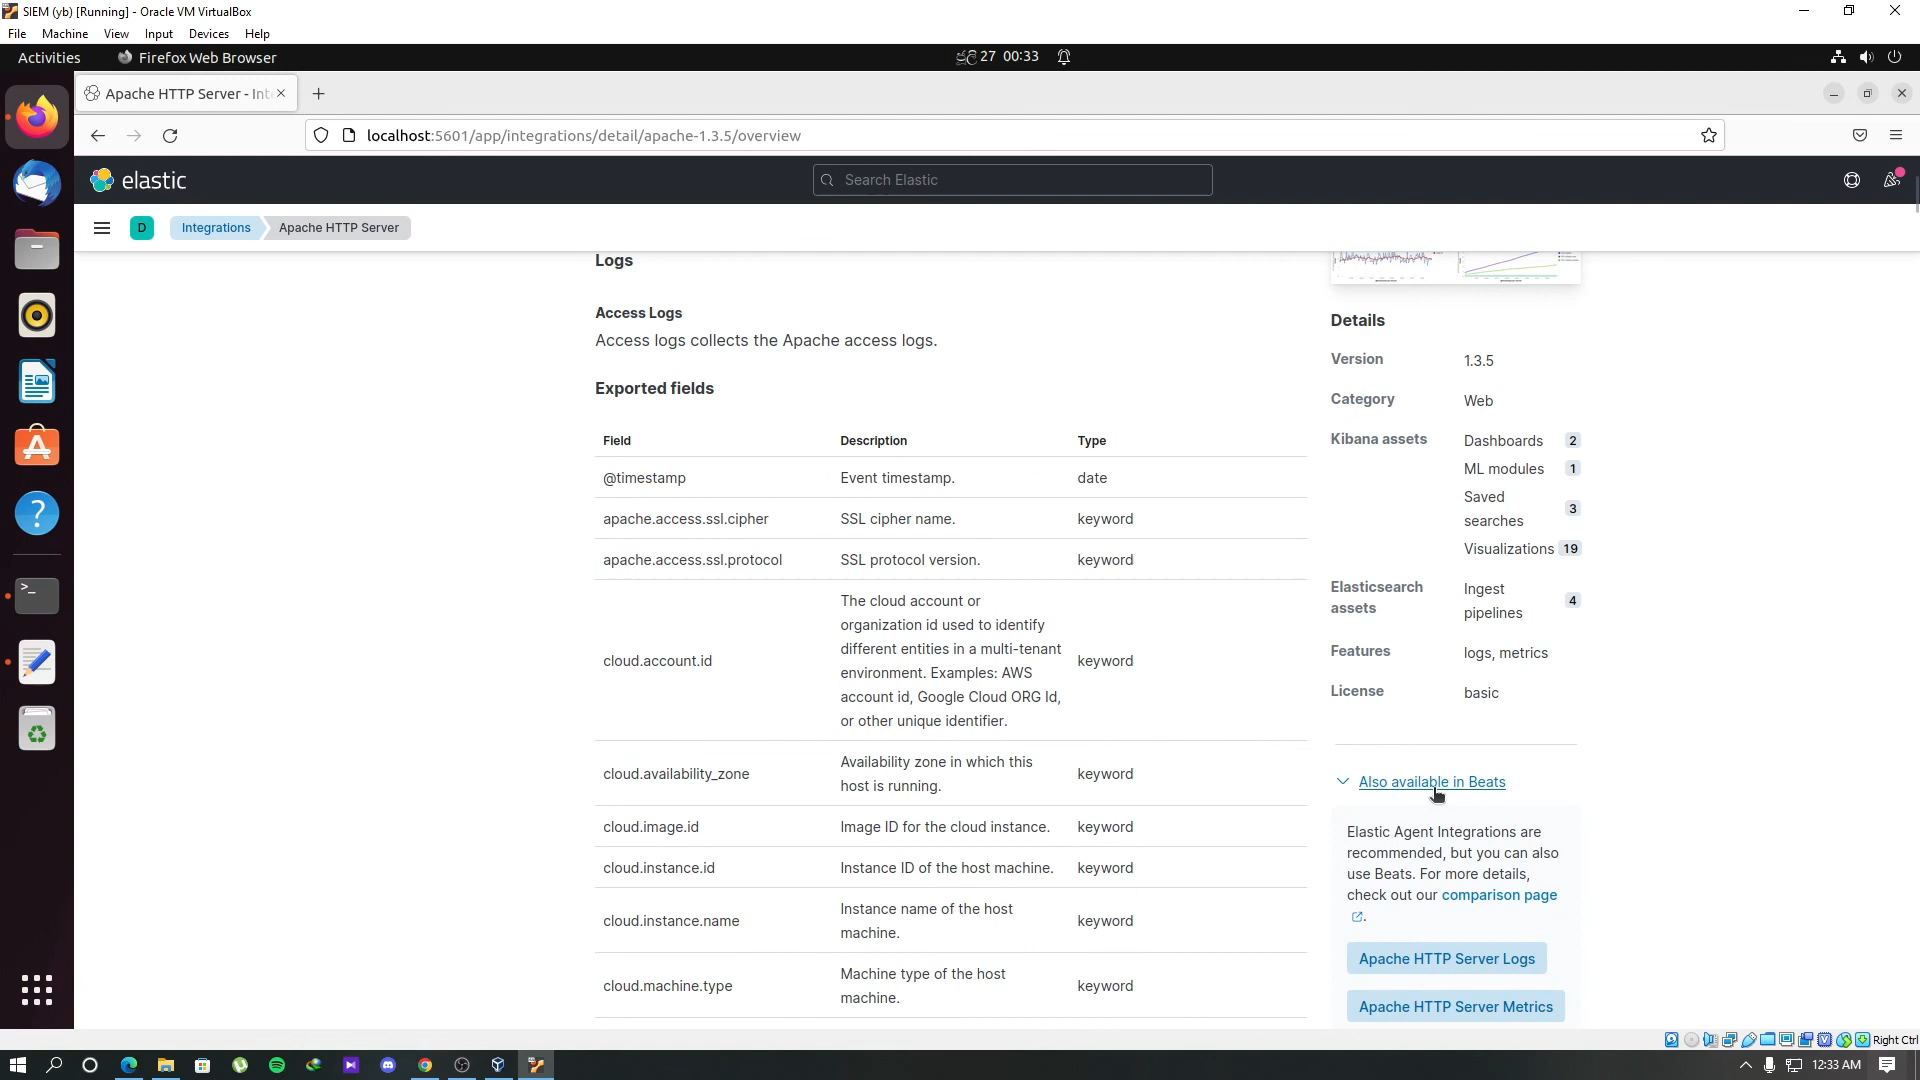 SIEM (yb) [Running] - Oracle VM VirtualBox
File Machine View Input Devices Help
Activities Firefox Web Browser 27 00:33
Apache HTTP Server - Int
localhost:5601/app/integrations/detail/apache-1.3.5/overview
elastic Search Elastic
D Integrations Apache HTTP Server
Logs
Access Logs
Access logs collects the Apache access logs.
Exported fields
Field Description Type
@timestamp Event timestamp. date
apache.access.ssl.cipher SSL cipher name. keyword
apache.access.ssl.protocol SSL protocol version. keyword
cloud.account.id The cloud account or
organization id used to identify
different entities in a multi-tenant
environment. Examples: AWS
account id, Google Cloud ORG Id,
or other unique identifier. keyword
cloud.availability_zone Availability zone in which this
host is running. keyword
cloud.image.id Image ID for the cloud instance. keyword
cloud.instance.id Instance ID of the host machine. keyword
cloud.instance.name Instance name of the host
machine. keyword
cloud.machine.type Machine type of the host
machine. keyword
Details
Version 1.3.5
Category Web
Kibana assets Dashboards 2
ML modules 1
Saved
searches 3
Visualizations 19
Elasticsearch
assets Ingest
pipelines 4
Features logs, metrics
License basic
Also available in Beats
Elastic Agent Integrations are
recommended, but you can also
use Beats. For more details,
check out our comparison page
.
Apache HTTP Server Logs
Apache HTTP Server Metrics
Right Ctrl
12:33 AM